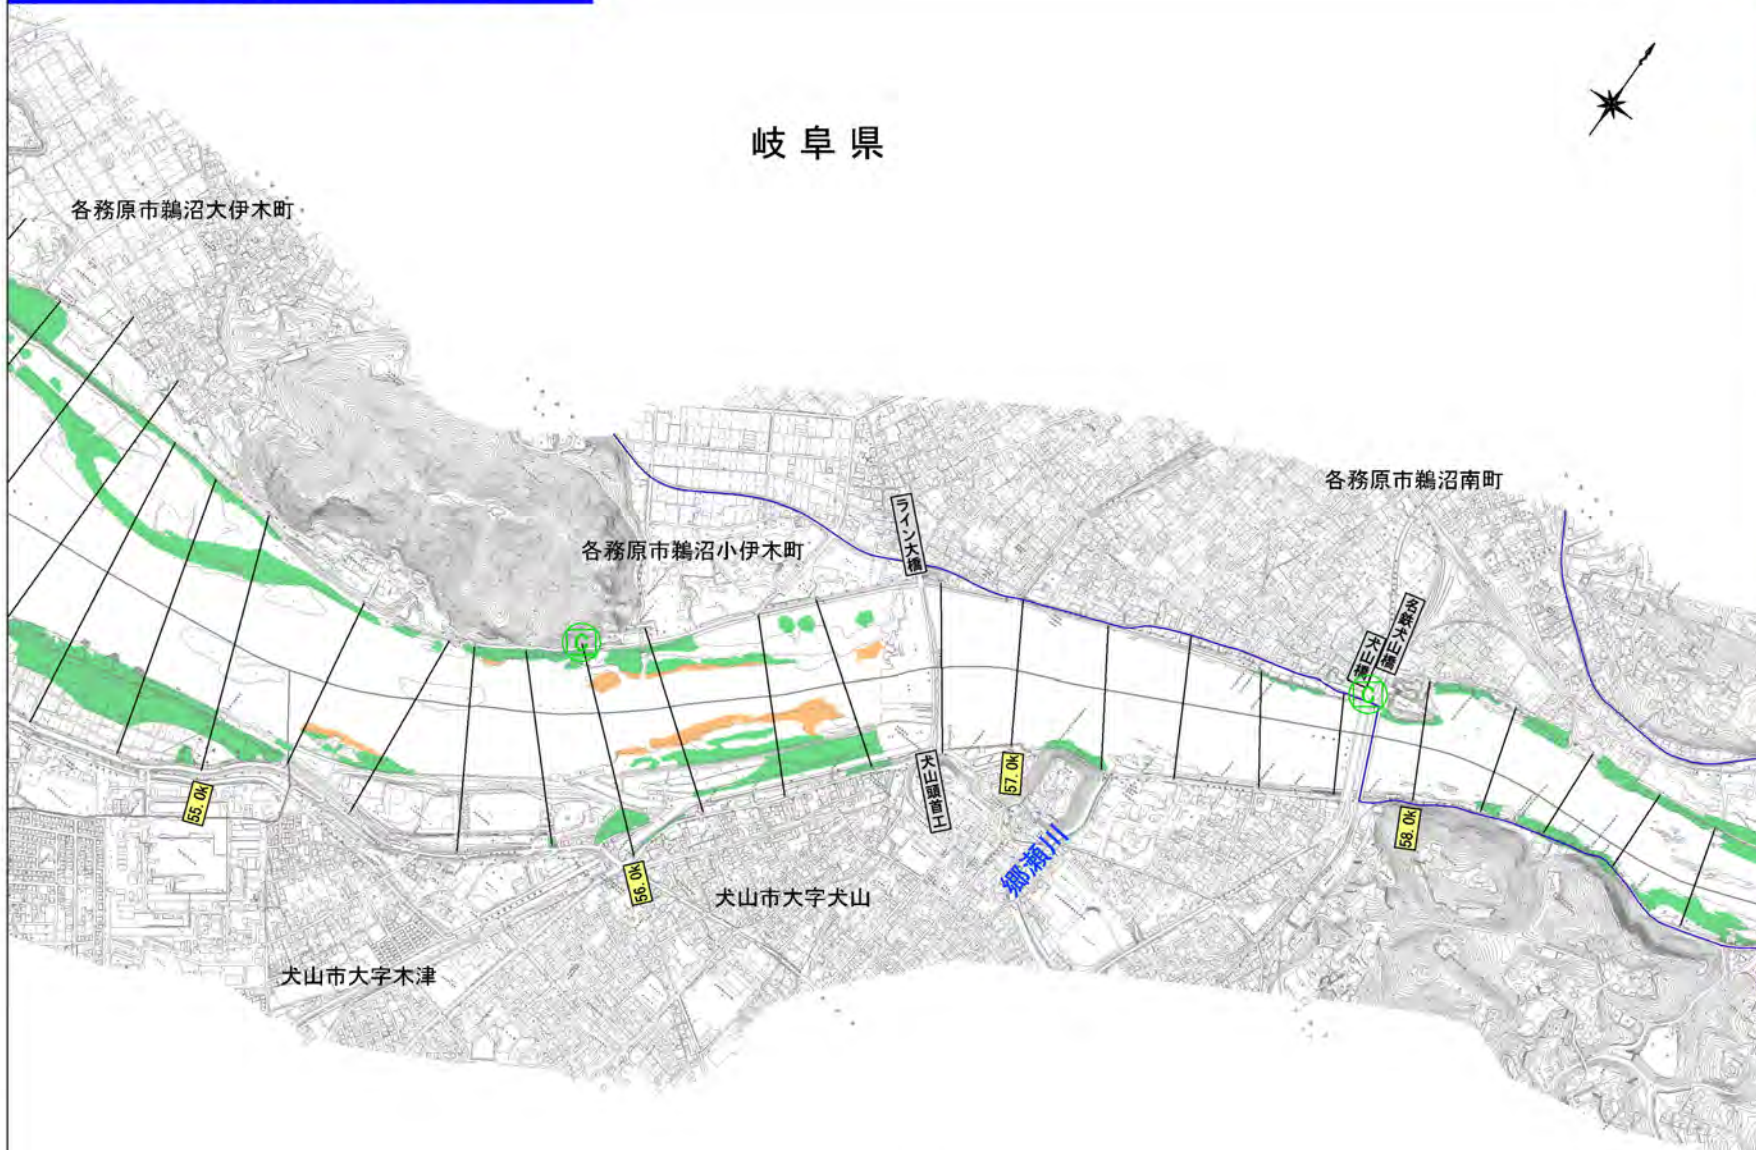 岐阜県
各務原市鵜沼大伊木町
各務原市鵜沼南町
ライン大橋
各務原市鵜沼小伊木町
名鉄犬山橋
犬山橋
G
G
犬山頭首工
57.0k
55.0k
58.0k
郷瀬川
56.0k
犬山市大字犬山
犬山市大字木津